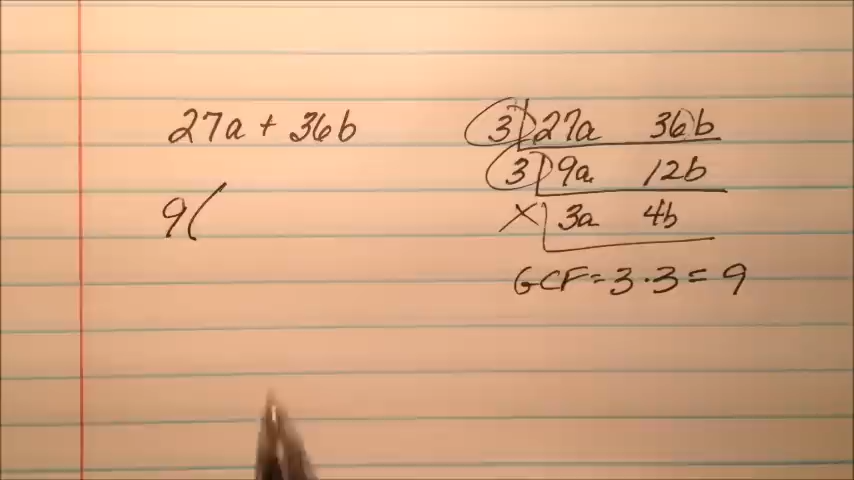 27a + 36b
9(
3 27a 36b
3 9a 12b
X 3a 4b
GCF = 3 · 3 = 9